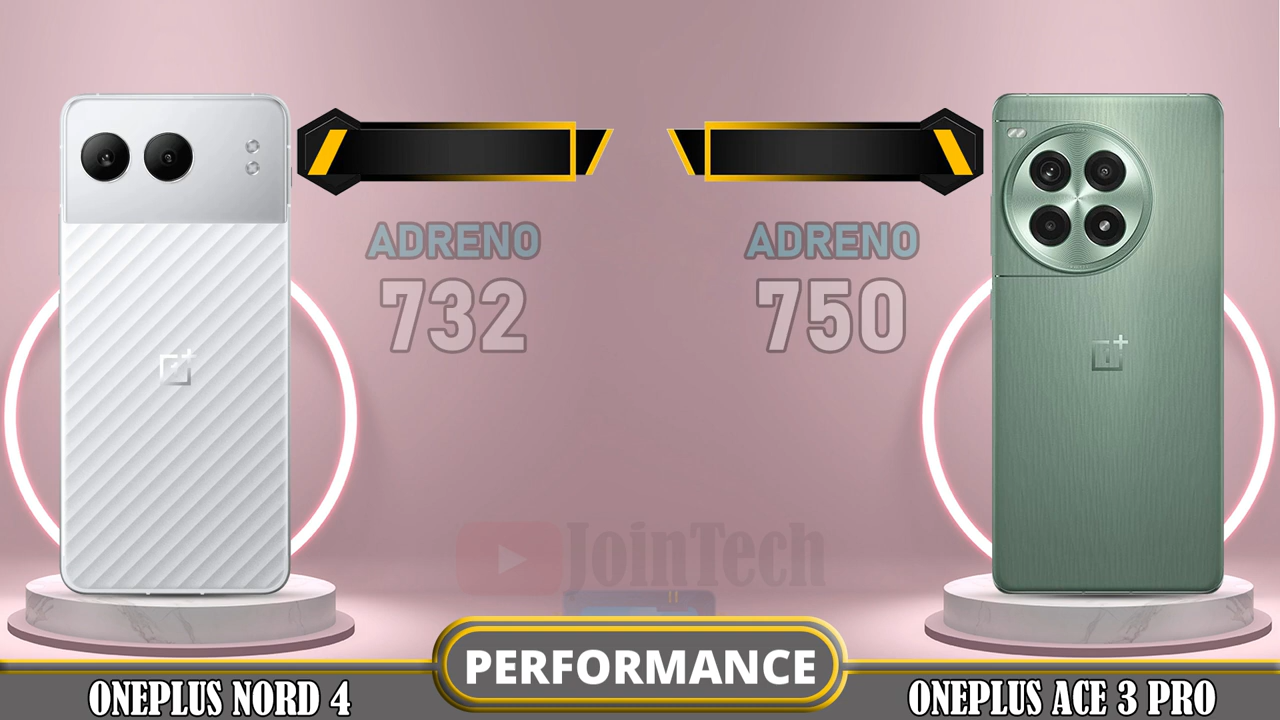 ADRENO
732
ADRENO
750
JoinTech
PERFORMANCE
ONEPLUS NORD 4
ONEPLUS ACE 3 PRO